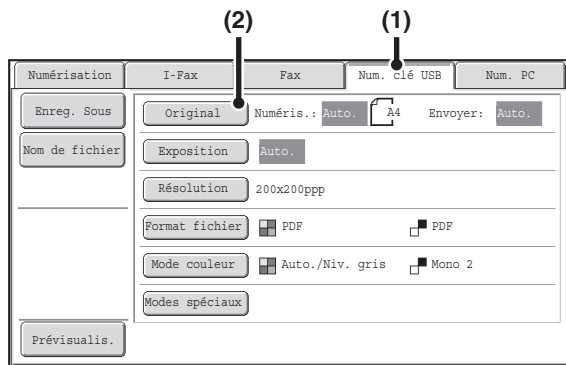 (2) (1)
Numérisation I-Fax Fax Num. clé USB Num. PC
Enreg. Sous Original Numéris.: Auto. A4 Envoyer: Auto.
Nom de fichier Exposition Auto.
Résolution 200x200ppp
Format fichier PDF PDF
Mode couleur Auto./Niv. gris Mono 2
Modes spéciaux
Prévisualis.